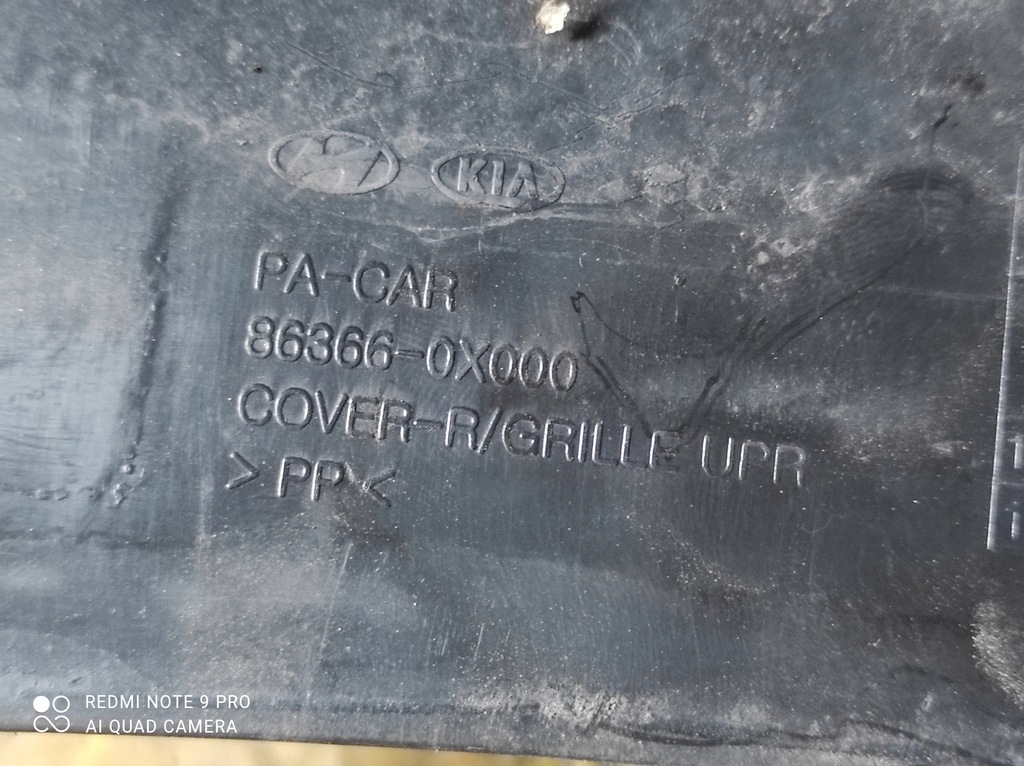 KIA
PA-CAR
86366-0X000
COVER-R/GRILLE UPR
>PP<
REDMI NOTE 9 PRO
AI QUAD CAMERA